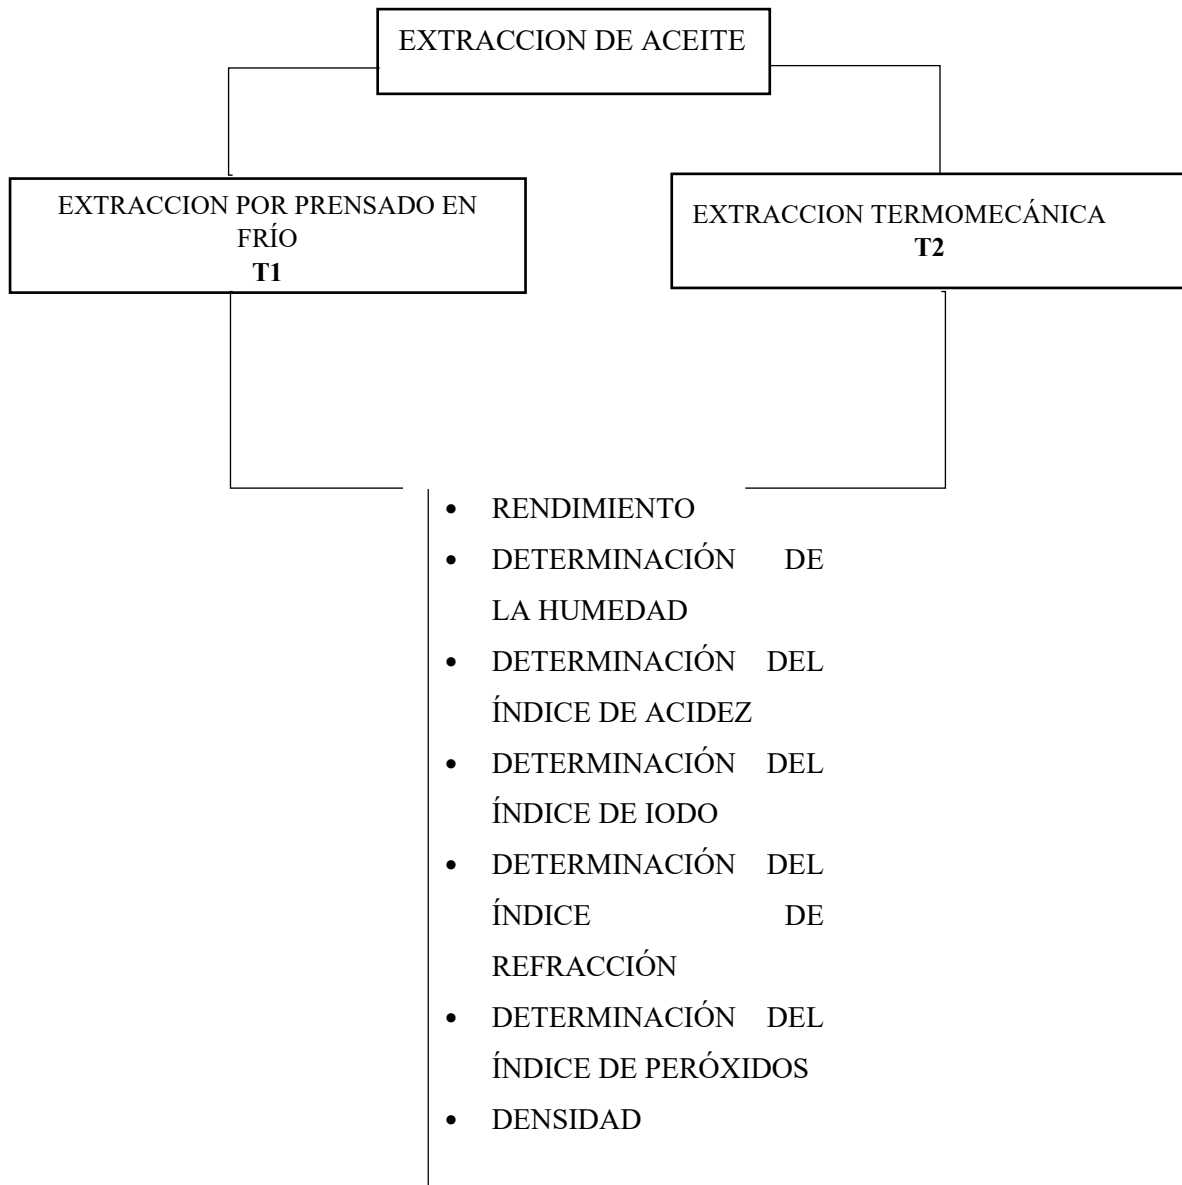 EXTRACCION DE ACEITE
EXTRACCION POR PRENSADO EN
FRÍO
T1
EXTRACCION TERMOMECÁNICA
T2
• RENDIMIENTO
• DETERMINACIÓN DE
LA HUMEDAD
• DETERMINACIÓN DEL
ÍNDICE DE ACIDEZ
• DETERMINACIÓN DEL
ÍNDICE DE IODO
• DETERMINACIÓN DEL
ÍNDICE DE
REFRACCIÓN
• DETERMINACIÓN DEL
ÍNDICE DE PERÓXIDOS
• DENSIDAD